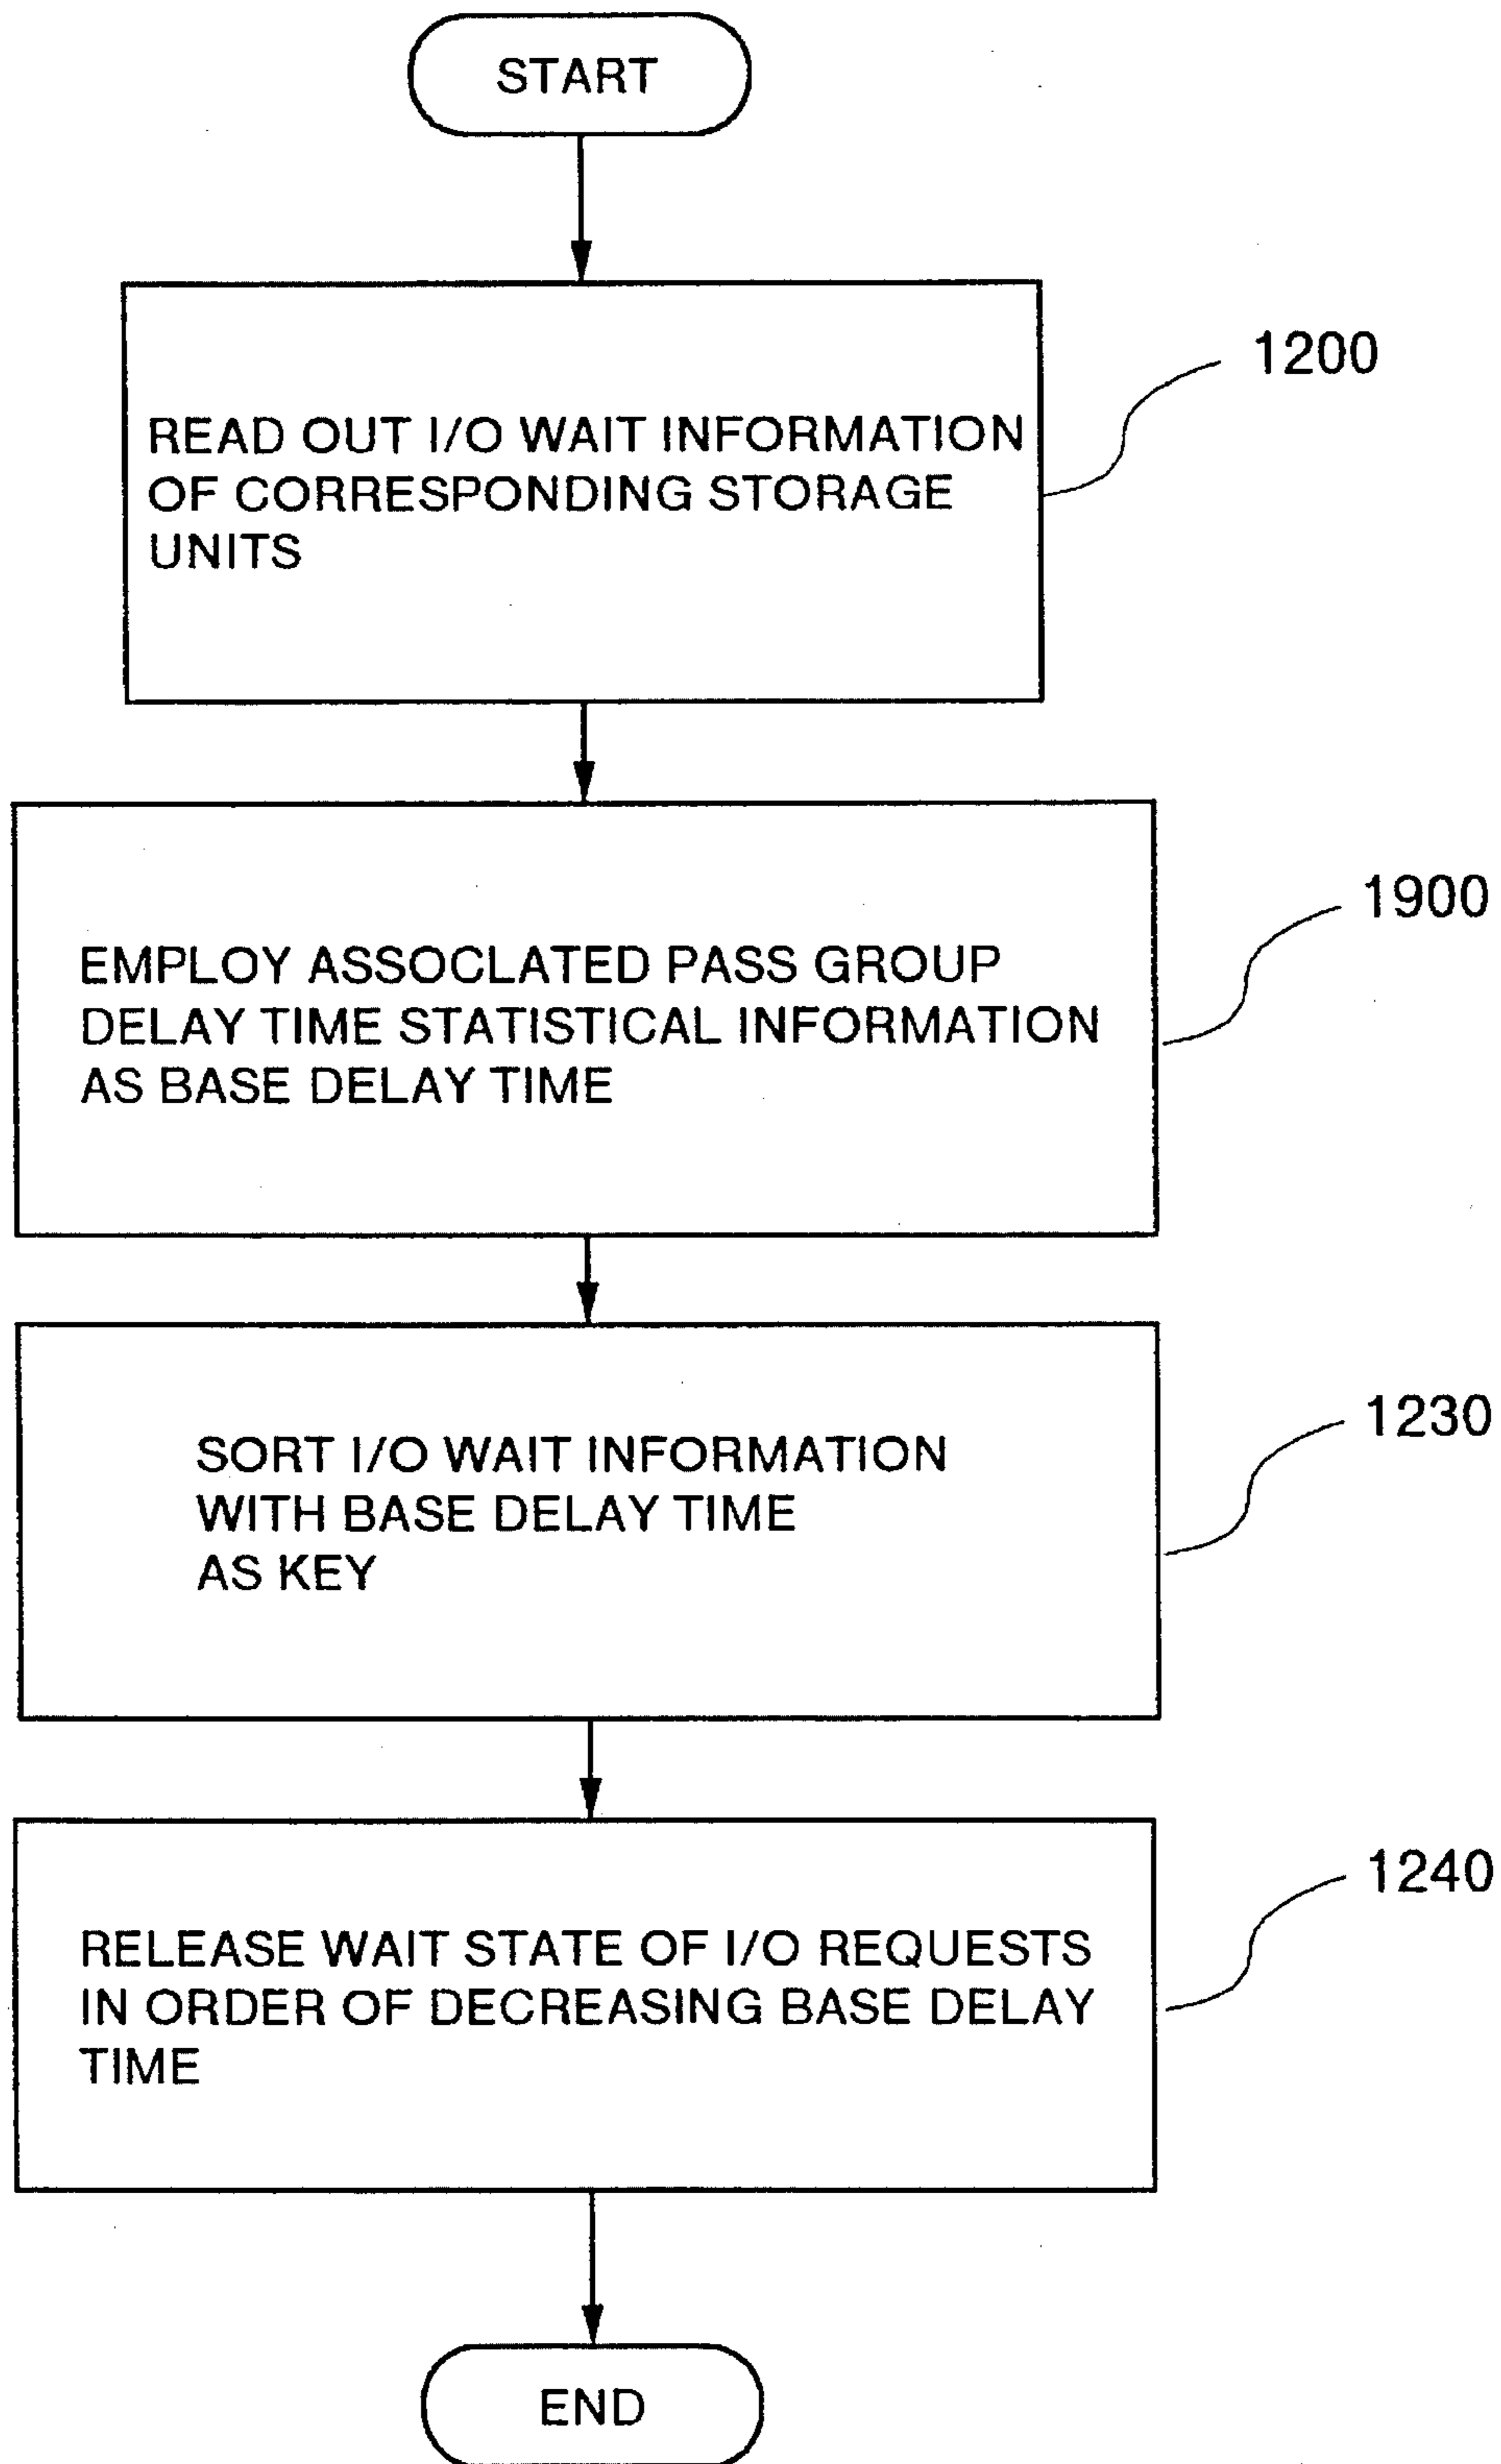 START
1200
READ OUT I/O WAIT INFORMATION
OF CORRESPONDING STORAGE
UNITS
1900
EMPLOY ASSOCLATED PASS GROUP
DELAY TIME STATISTICAL INFORMATION
AS BASE DELAY TIME
1230
SORT I/O WAIT INFORMATION
WITH BASE DELAY TIME
AS KEY
1240
RELEASE WAIT STATE OF I/O REQUESTS
IN ORDER OF DECREASING BASE DELAY
TIME
END